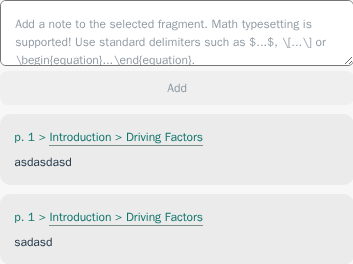 Add a note to the selected fragment. Math typesetting is
supported! Use standard delimiters such as $...$, \[...\] or
\begin{equation}...\end{equation}.
Add
p. 1 > Introduction > Driving Factors
asdasdasd
p. 1 > Introduction > Driving Factors
sadasd